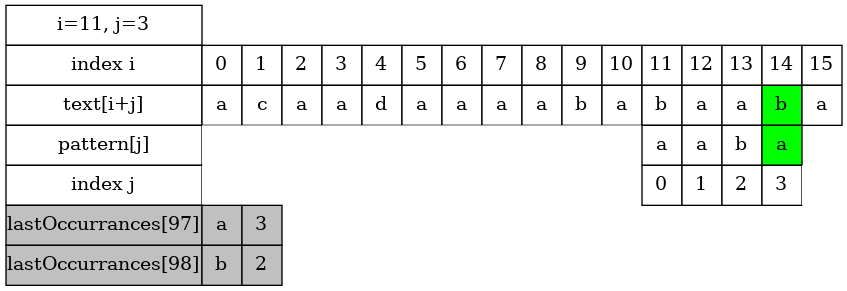 i=11, j=3
index i 0 1 2 3 4 5 6 7 8 9 10 11 12 13 14 15
text[i+j] a c a a d a a a a b a b a a b a
pattern[j] a a b a
index j 0 1 2 3
lastOccurrances[97] a 3
lastOccurrances[98] b 2